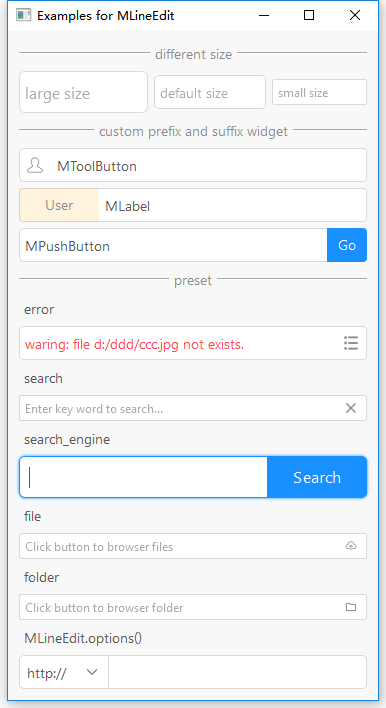 Examples for MLineEdit
different size
large size default size small size
custom prefix and suffix widget
MToolButton
User MLabel
MPushButton Go
preset
error
waring: file d:/ddd/ccc.jpg not exists.
search
Enter key word to search...
search_engine
Search
file
Click button to browser files
folder
Click button to browser folder
MLineEdit.options()
http://